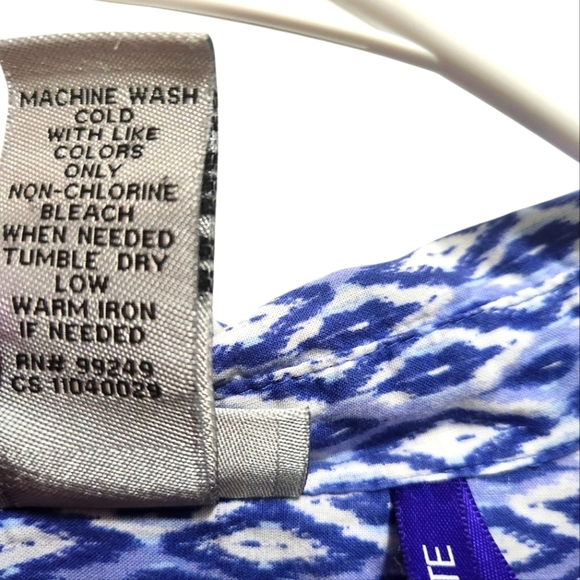 MACHINE WASH
COLD
WITH LIKE
COLORS
ONLY
NON-CHLORINE
BLEACH
WHEN NEEDED
TUMBLE DRY
LOW
WARM IRON
IF NEEDED
RN# 99249
CS 11040029
TE